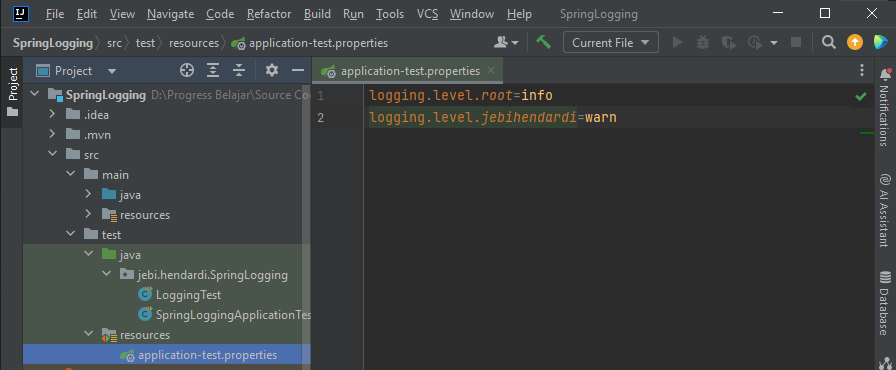 IJ File Edit View Navigate Code Refactor Build Run Tools VCS Window Help SpringLogging
SpringLogging src test resources application-test.properties Current File
Project
Project
application-test.properties
SpringLogging D:\Progress Belajar\Source Co
.idea
.mvn
src
main
java
resources
test
java
jebi.hendardi.SpringLogging
LoggingTest
SpringLoggingApplicationTe
resources
application-test.properties
1 logging.level.root=info
2 logging.level.jebihendardi=warn
Notifications
AI Assistant
Database